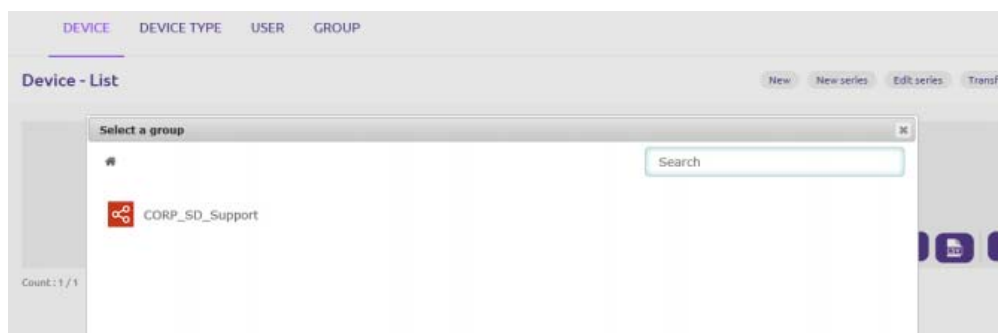 DEVICE DEVICE TYPE USER GROUP
Device - List New New series Edit series Transf
Select a group
Search
CORP_SD_Support
Count : 1 / 1